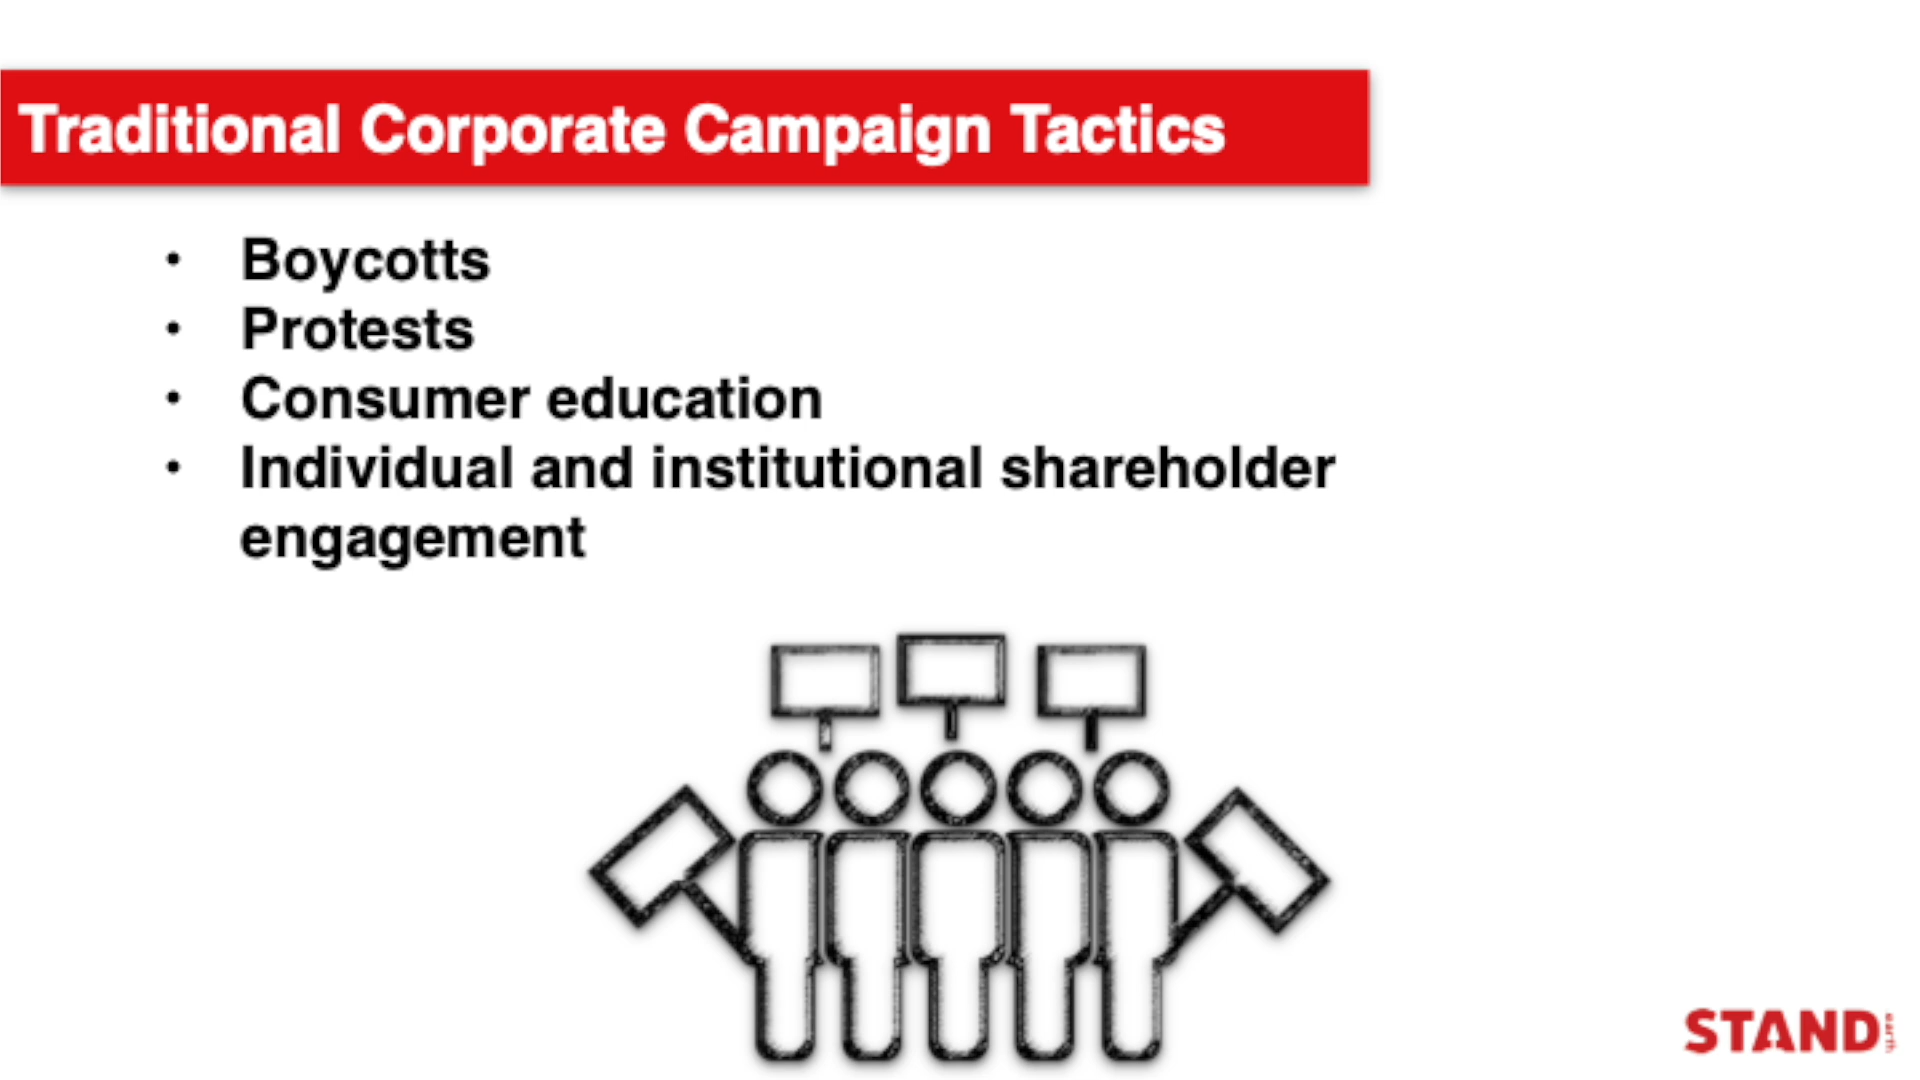 Traditional Corporate Campaign Tactics
• Boycotts
• Protests
• Consumer education
• Individual and institutional shareholder
engagement
STAND